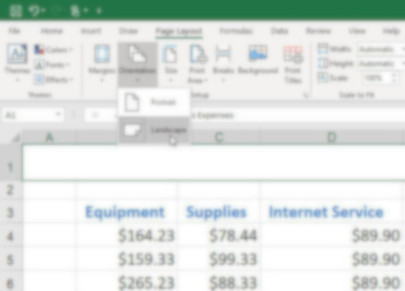 File Home Insert Draw Page Layout Formulas Data Review View Help
Themes Colors Fonts Effects Margins Orientation Size Print Area Breaks Background Print Titles Width: Automatic Height: Automatic Scale: 100%
Themes Setup Scale to Fit
Portrait
A1 Expenses
Landscape
A C D
1
2
3 Equipment Supplies Internet Service
4 $164.23 $78.44 $89.90
5 $159.33 $99.33 $89.90
6 $265.23 $88.33 $89.90